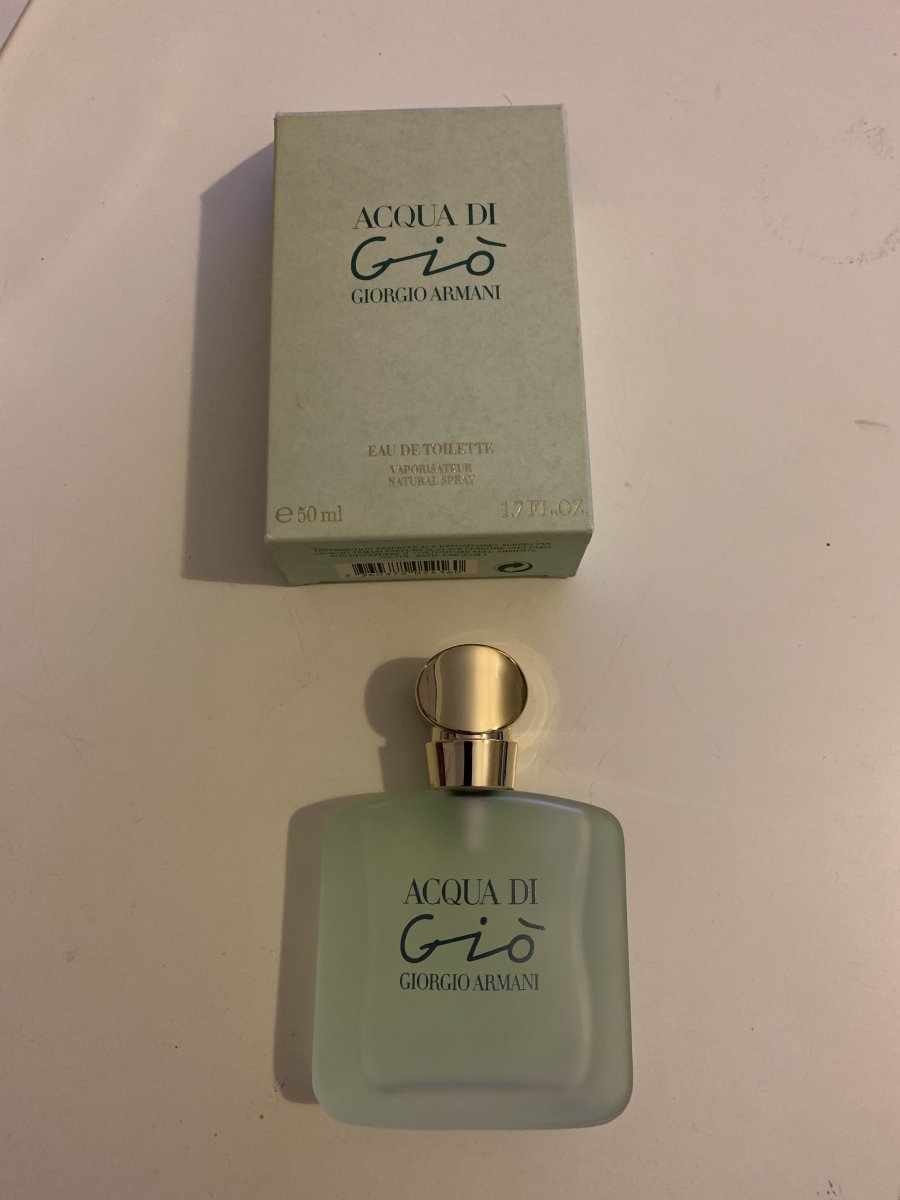 ACQUA DI
Giò
GIORGIO ARMANI
EAU DE TOILETTE
VAPORISATEUR
NATURAL SPRAY
e 50 ml
1.7 FL.OZ.
ACQUA DI
Giò
GIORGIO ARMANI